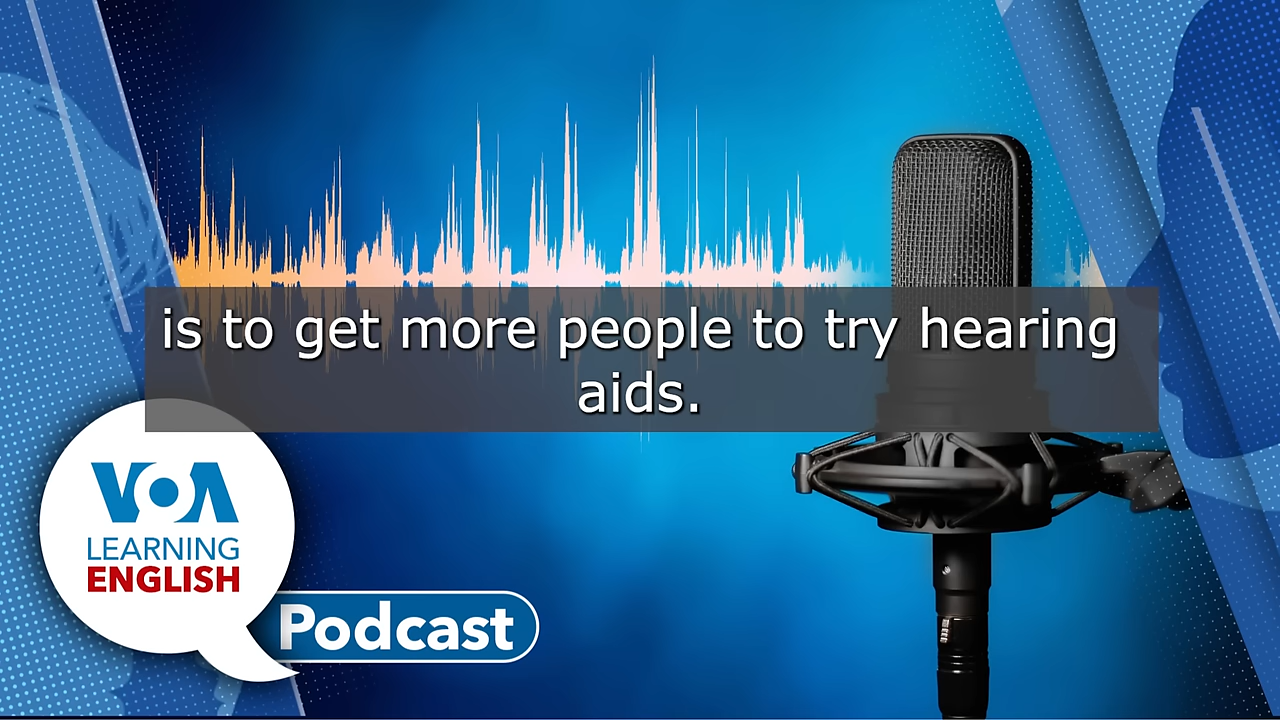 is to get more people to try hearing
aids.
VOA
LEARNING
ENGLISH
Podcast